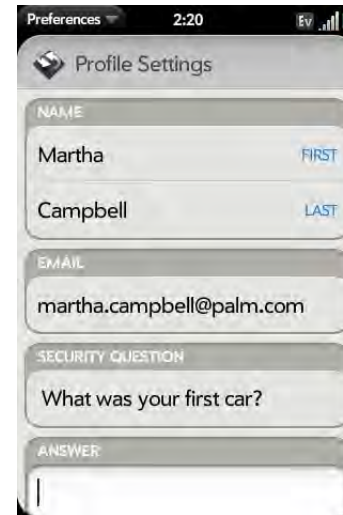 Preferences 2:20 Ev
Profile Settings
NAME
Martha FIRST
Campbell LAST
EMAIL
martha.campbell@palm.com
SECURITY QUESTION
What was your first car?
ANSWER